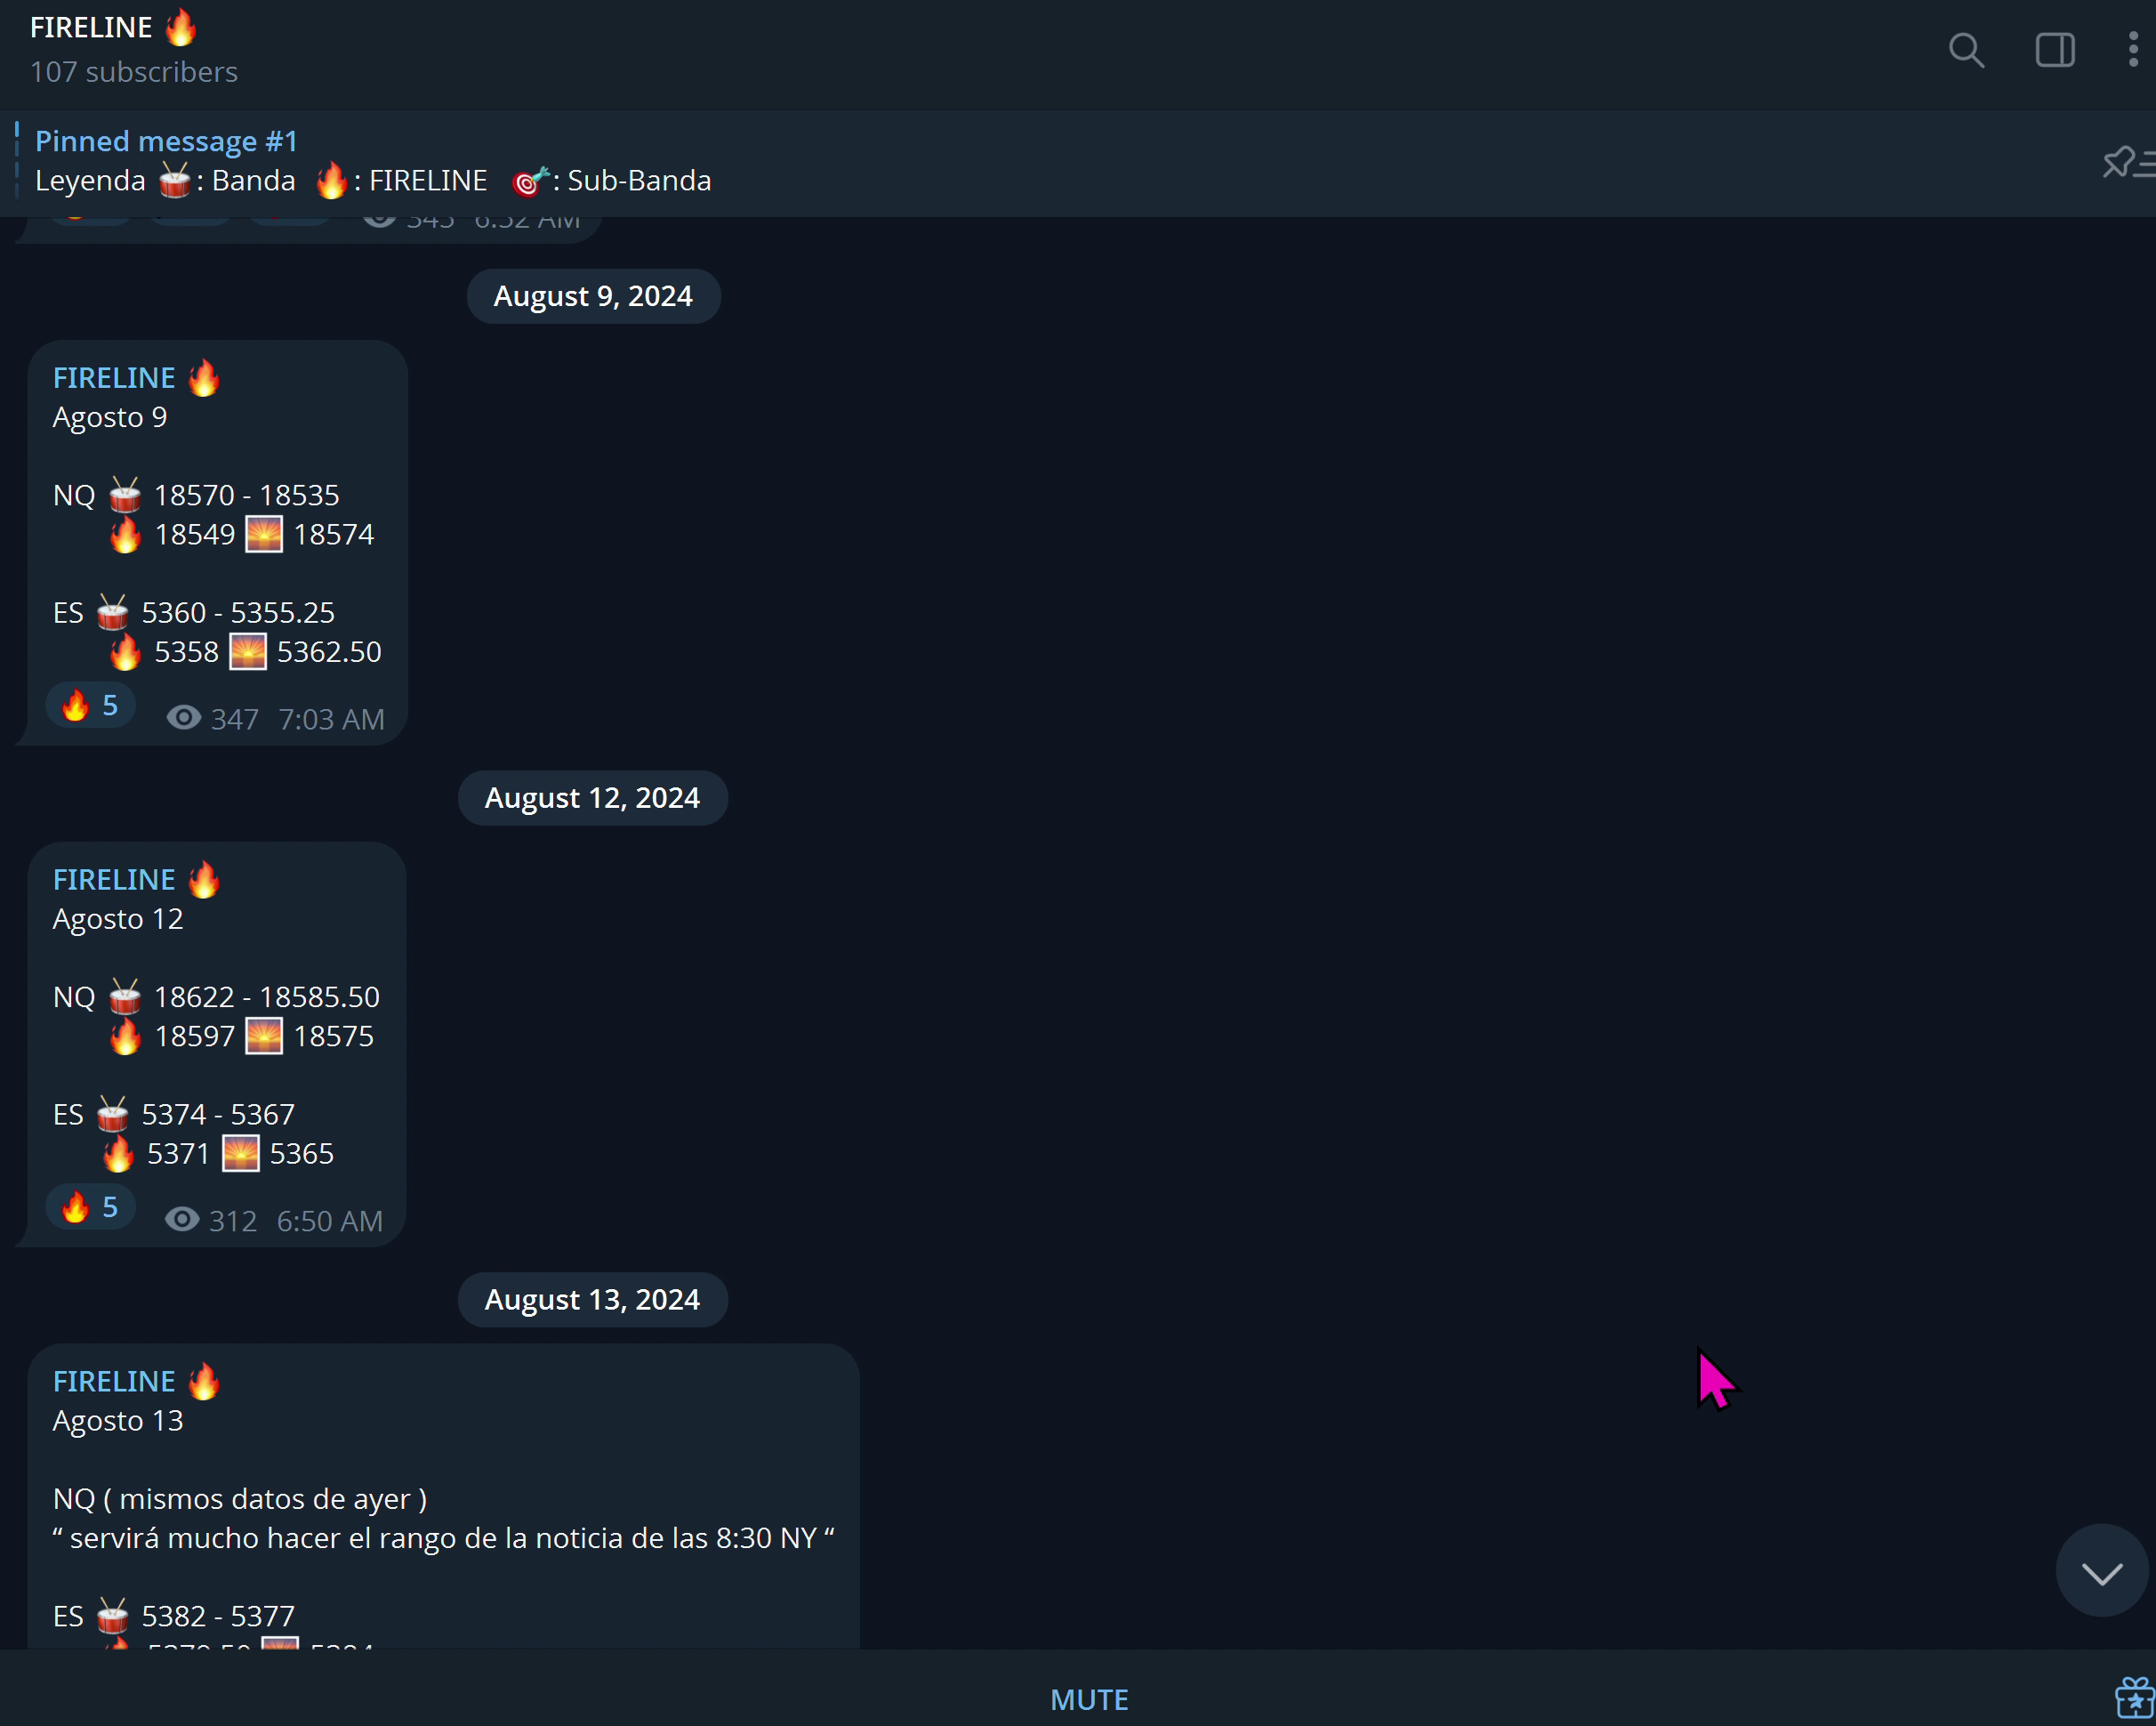 FIRELINE 🔥
107 subscribers
Pinned message #1
Leyenda 🥁: Banda 🔥: FIRELINE 🎯: Sub-Banda
345 6:32 AM
August 9, 2024
FIRELINE 🔥
Agosto 9
NQ 🥁 18570 - 18535
🔥 18549 🌅 18574
ES 🥁 5360 - 5355.25
🔥 5358 🌅 5362.50
🔥 5 347 7:03 AM
August 12, 2024
FIRELINE 🔥
Agosto 12
NQ 🥁 18622 - 18585.50
🔥 18597 🌅 18575
ES 🥁 5374 - 5367
🔥 5371 🌅 5365
🔥 5 312 6:50 AM
August 13, 2024
FIRELINE 🔥
Agosto 13
NQ ( mismos datos de ayer )
“ servirá mucho hacer el rango de la noticia de las 8:30 NY “
ES 🥁 5382 - 5377
MUTE